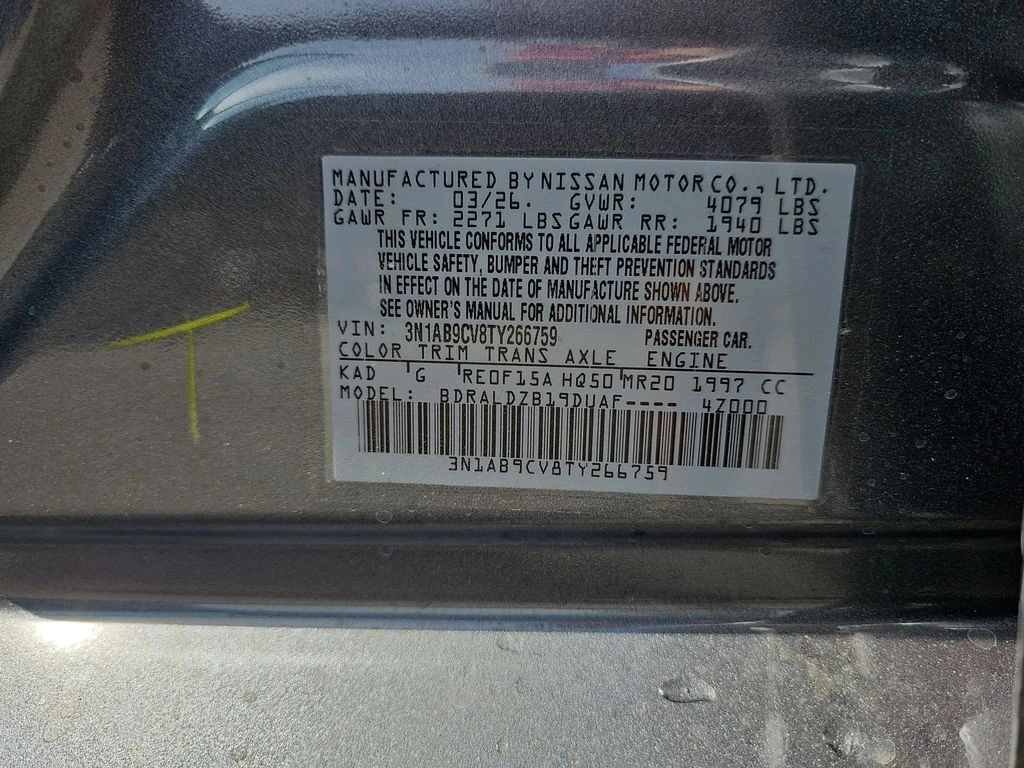 MANUFACTURED BY NISSAN MOTOR CO., LTD.
DATE: 03/26. GVWR: 4079 LBS
GAWR FR: 2271 LBS GAWR RR: 1940 LBS
THIS VEHICLE CONFORMS TO ALL APPLICABLE FEDERAL MOTOR
VEHICLE SAFETY, BUMPER AND THEFT PREVENTION STANDARDS
IN EFFECT ON THE DATE OF MANUFACTURE SHOWN ABOVE.
SEE OWNER'S MANUAL FOR ADDITIONAL INFORMATION.
VIN: 3N1AB9CV8TY266759 PASSENGER CAR.
COLOR TRIM TRANS AXLE ENGINE
KAD G RE0F15A HQ50 MR20 1997 CC
MODEL: BDRALDZB19DUAF---- 4Z000
3N1AB9CV8TY266759